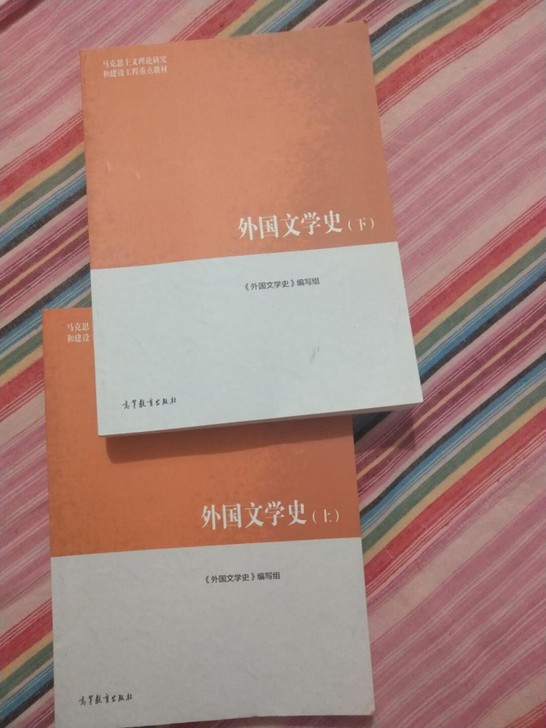 马克思主义理论研究
和建设工程重点教材
外国文学史（下）
《外国文学史》编写组
高等教育出版社
马克思
和建设
外国文学史（上）
《外国文学史》编写组
高等教育出版社